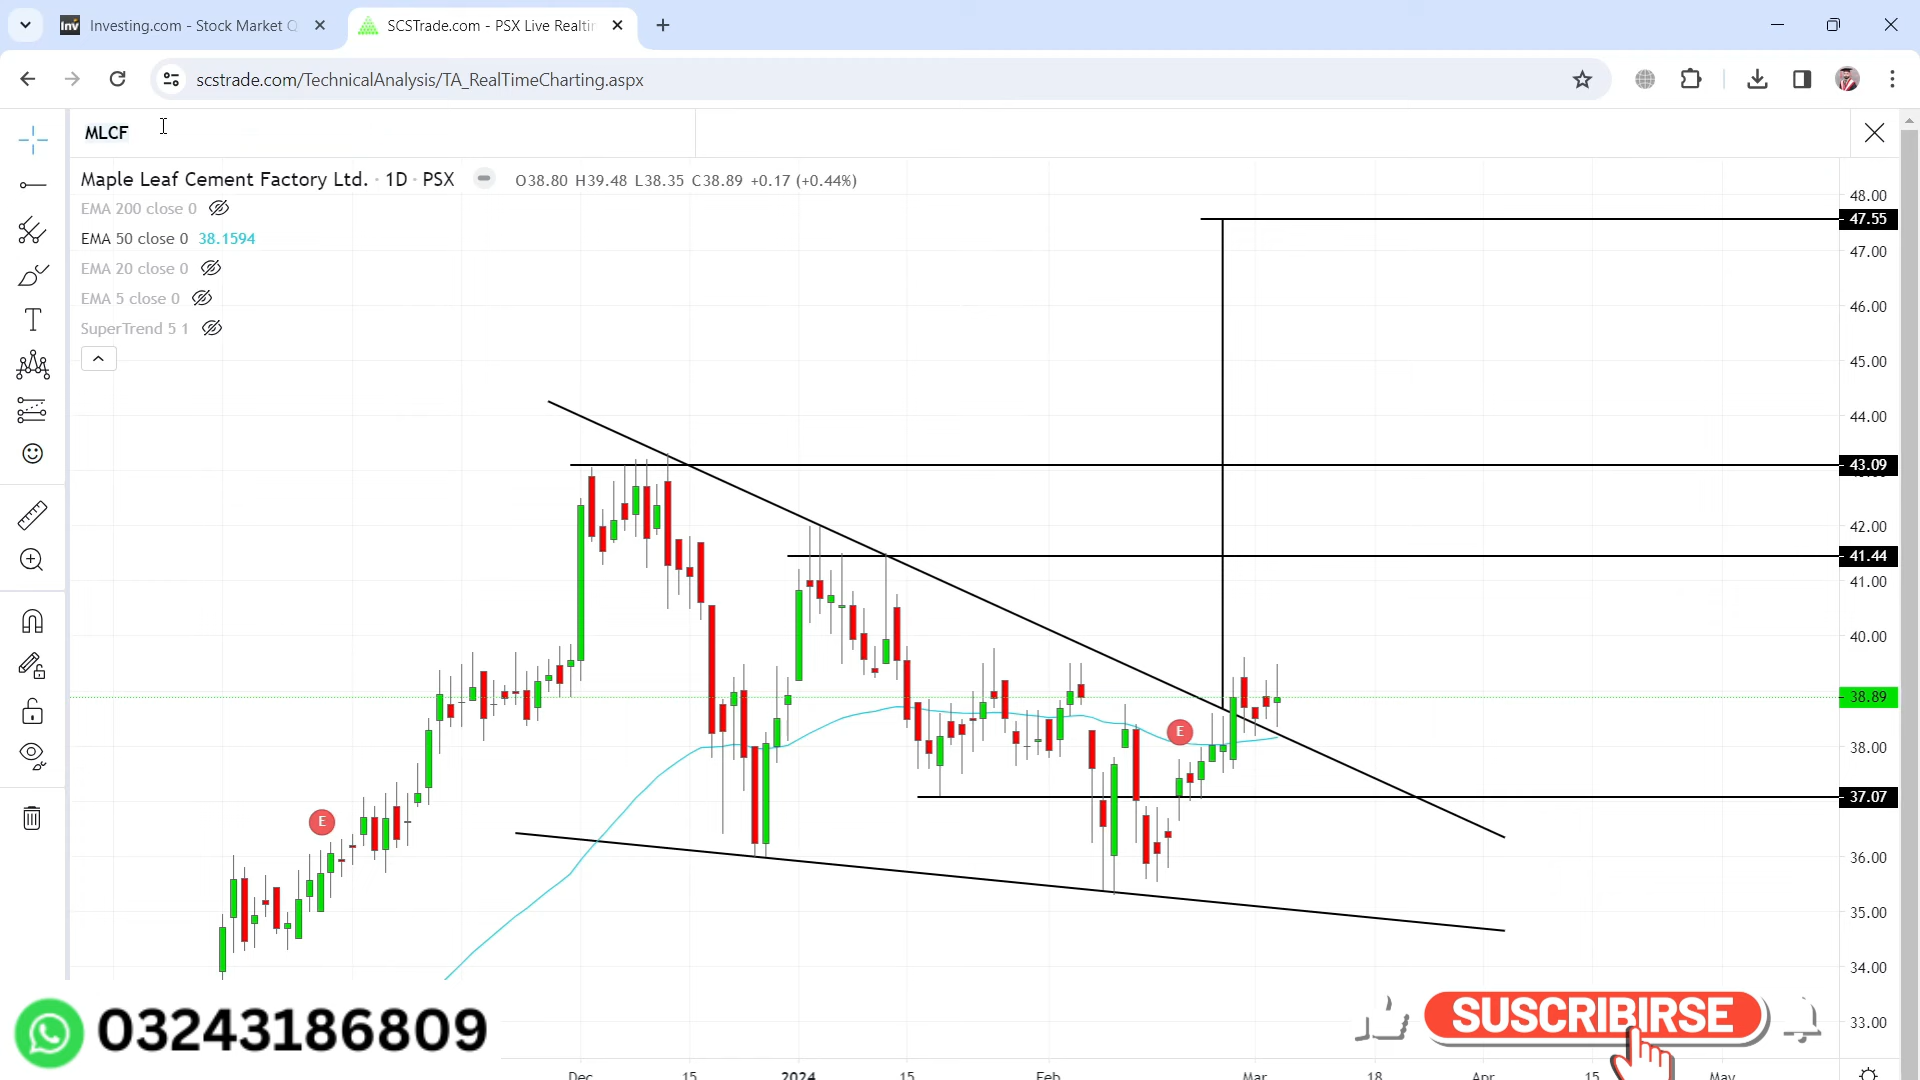 Investing.com - Stock Market Q
SCSTrade.com - PSX Live Realtin
scstrade.com/TechnicalAnalysis/TA_RealTimeCharting.aspx
MLCF
Maple Leaf Cement Factory Ltd. · 1D · PSX O38.80 H39.48 L38.35 C38.89 +0.17 (+0.44%)
EMA 200 close 0
EMA 50 close 0 38.1594
EMA 20 close 0
EMA 5 close 0
SuperTrend 5 1
48.00
47.55
47.00
46.00
45.00
44.00
43.09
42.00
41.44
41.00
40.00
38.89
38.00
37.07
36.00
35.00
34.00
33.00
E
E
03243186809
SUSCRIBIRSE
Dec 15 2024 15 Feb Mar 18 Apr 15 May